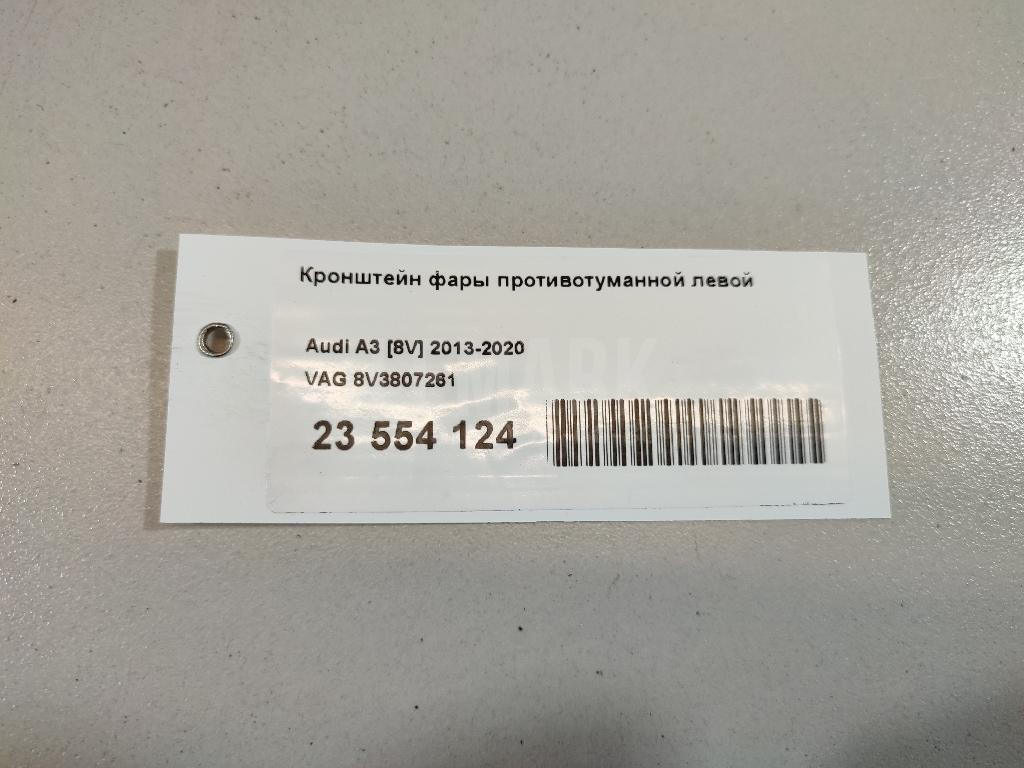 Кронштейн фары противотуманной левой
Audi A3 [8V] 2013-2020
VAG 8V3807261
23 554 124